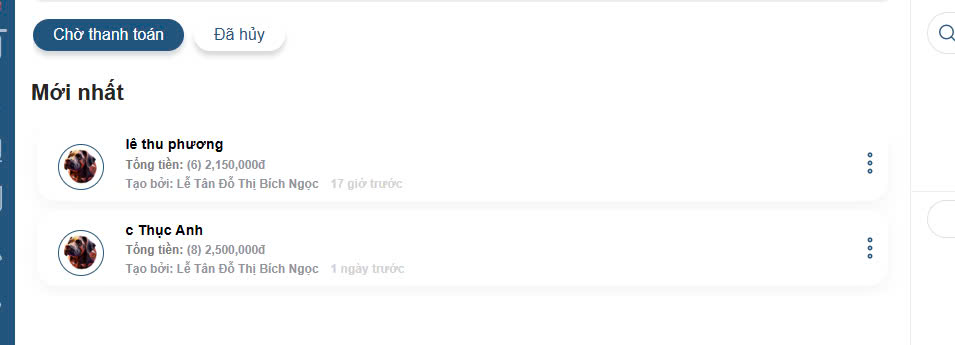 Chờ thanh toán
Đã hủy
Mới nhất
lê thu phương
Tổng tiền: (6) 2,150,000đ
Tạo bởi: Lễ Tân Đỗ Thị Bích Ngọc 17 giờ trước
c Thục Anh
Tổng tiền: (8) 2,500,000đ
Tạo bởi: Lễ Tân Đỗ Thị Bích Ngọc 1 ngày trước